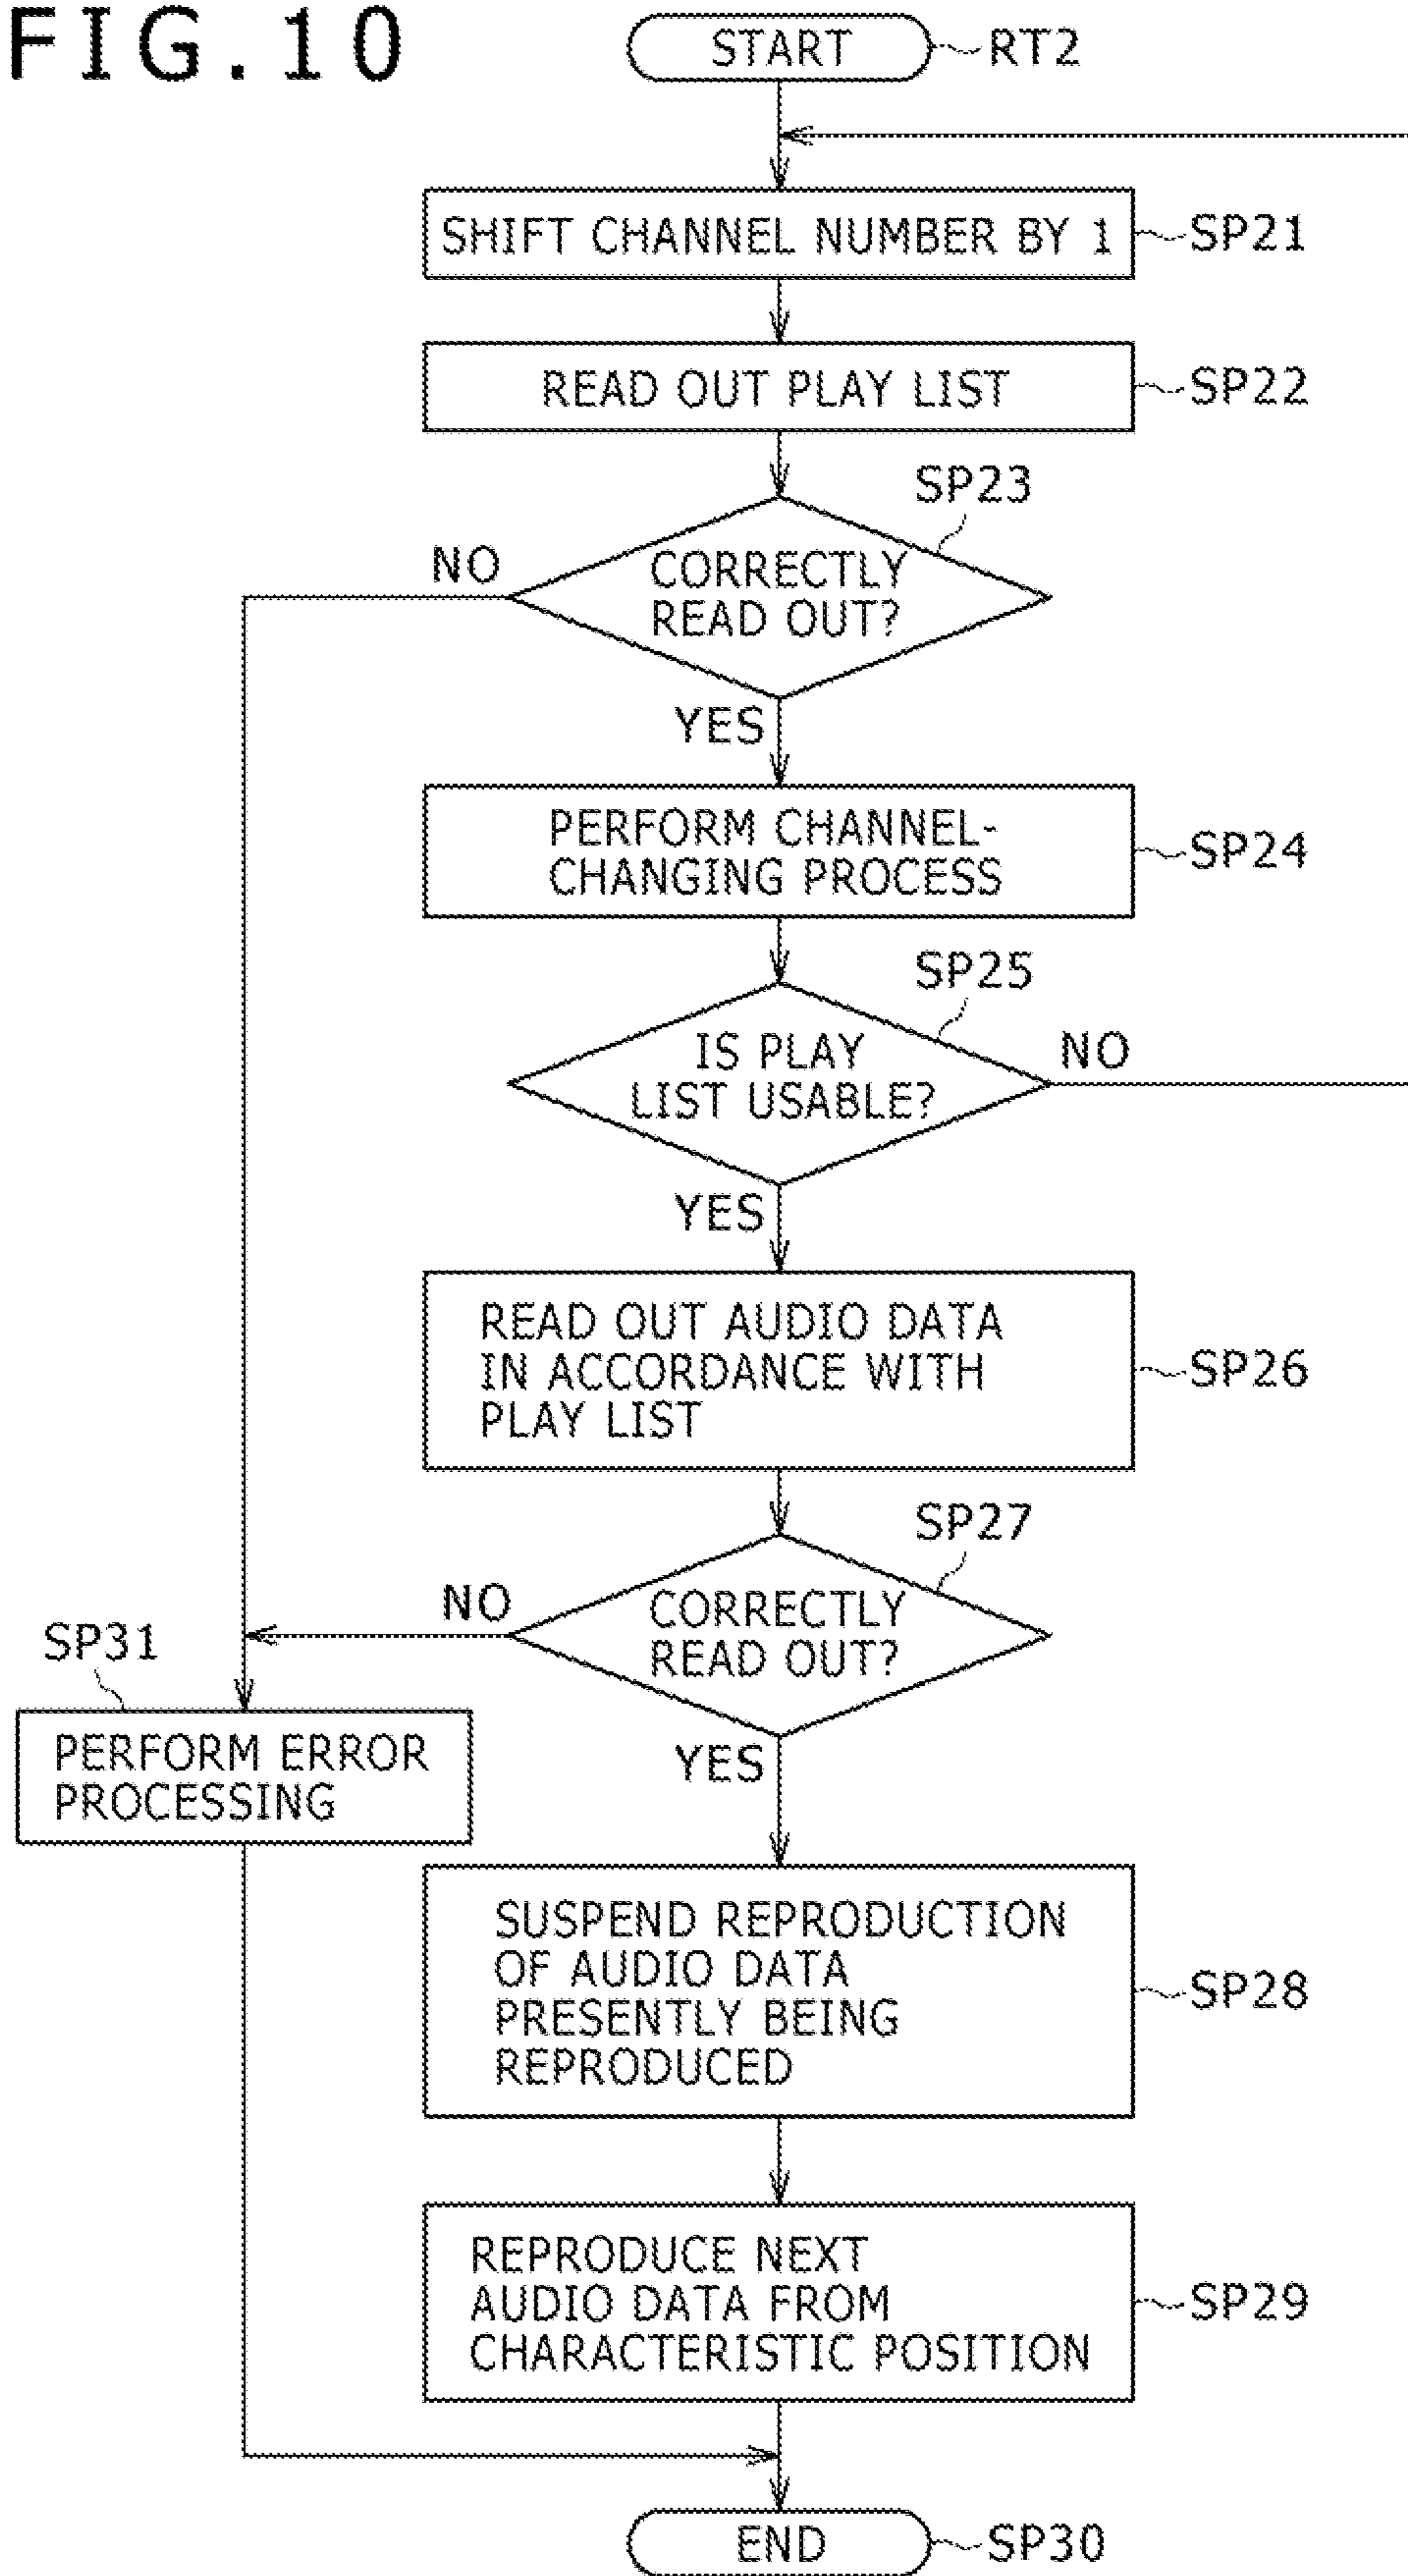 FIG.10
START
RT2
SHIFT CHANNEL NUMBER BY 1
SP21
READ OUT PLAY LIST
SP22
SP23
NO
CORRECTLY
READ OUT?
YES
PERFORM CHANNEL-
CHANGING PROCESS
SP24
SP25
IS PLAY
LIST USABLE?
NO
YES
READ OUT AUDIO DATA
IN ACCORDANCE WITH
PLAY LIST
SP26
SP27
NO
CORRECTLY
READ OUT?
SP31
PERFORM ERROR
PROCESSING
YES
SUSPEND REPRODUCTION
OF AUDIO DATA
PRESENTLY BEING
REPRODUCED
SP28
REPRODUCE NEXT
AUDIO DATA FROM
CHARACTERISTIC POSITION
SP29
END
SP30